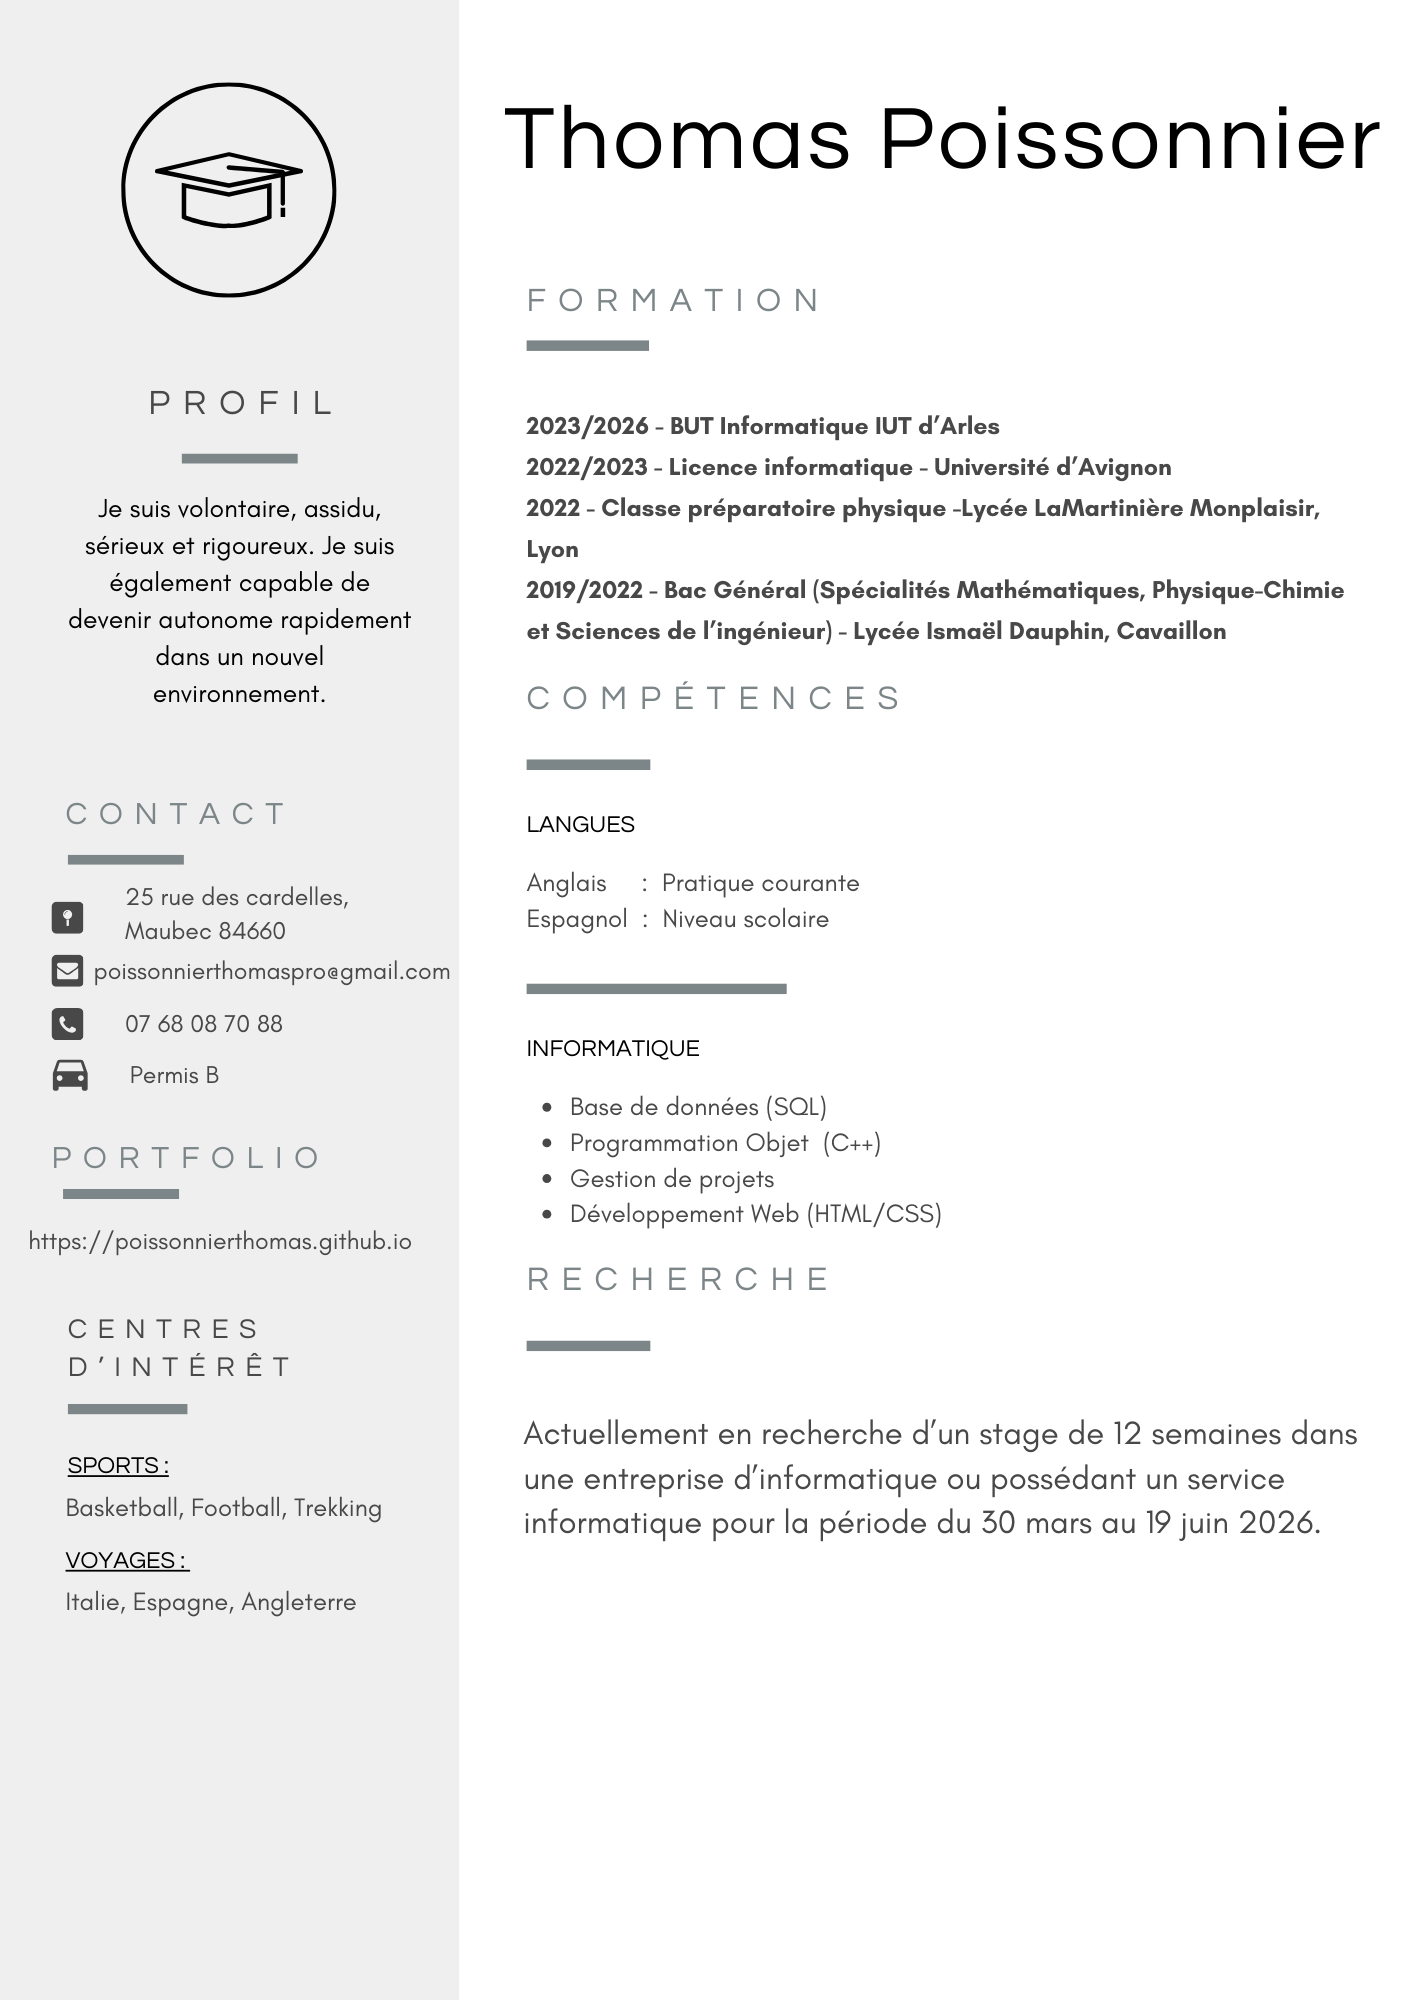 Thomas Poissonnier
PROFIL
Je suis volontaire, assidu,
sérieux et rigoureux. Je suis
également capable de
devenir autonome rapidement
dans un nouvel
environnement.
CONTACT
25 rue des cardelles,
Maubec 84660
poissonnierthomaspro@gmail.com
07 68 08 70 88
Permis B
PORTFOLIO
https://poissonnierthomas.github.io
CENTRES
D’INTÉRÊT
SPORTS :
Basketball, Football, Trekking
VOYAGES :
Italie, Espagne, Angleterre
FORMATION
2023/2026 - BUT Informatique IUT d’Arles
2022/2023 - Licence informatique - Université d’Avignon
2022 - Classe préparatoire physique -Lycée LaMartinière Monplaisir,
Lyon
2019/2022 - Bac Général (Spécialités Mathématiques, Physique-Chimie
et Sciences de l’ingénieur) - Lycée Ismaël Dauphin, Cavaillon
COMPÉTENCES
LANGUES
Anglais : Pratique courante
Espagnol : Niveau scolaire
INFORMATIQUE
• Base de données (SQL)
• Programmation Objet (C++)
• Gestion de projets
• Développement Web (HTML/CSS)
RECHERCHE
Actuellement en recherche d’un stage de 12 semaines dans
une entreprise d’informatique ou possédant un service
informatique pour la période du 30 mars au 19 juin 2026.